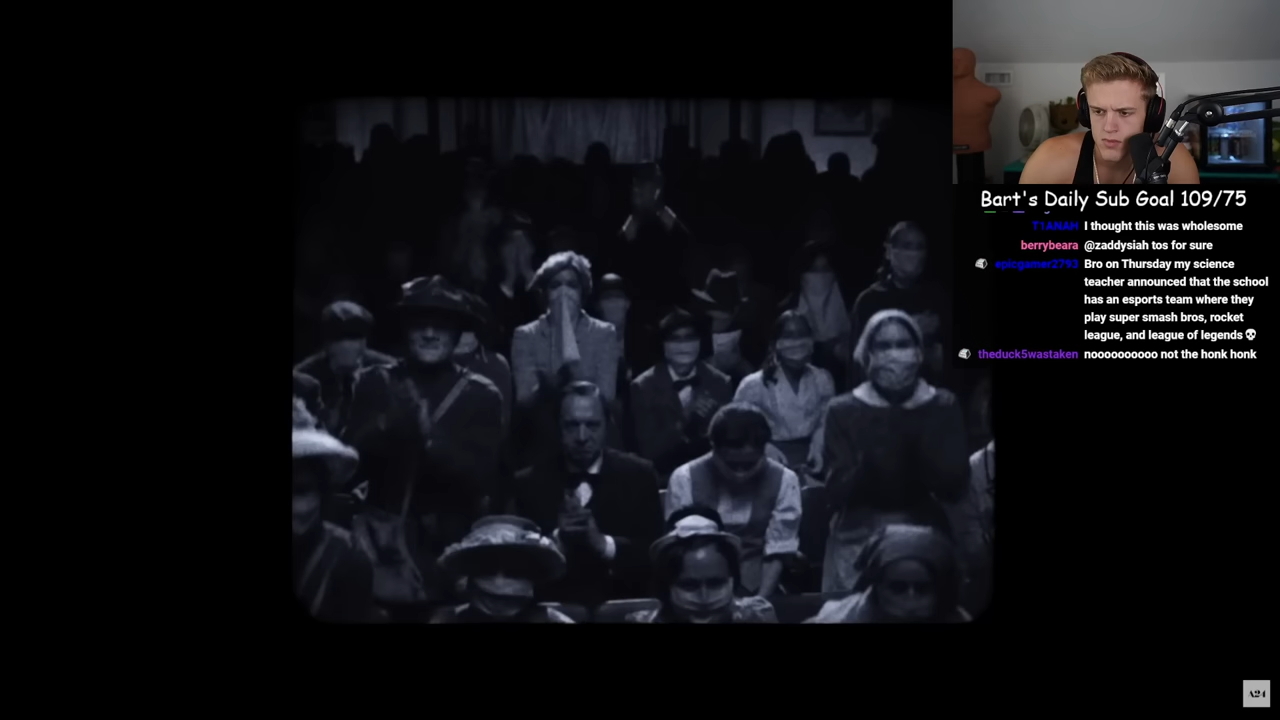 Bart's Daily Sub Goal 109/75
T1ANAH I thought this was wholesome
berrybeara @zaddysiah tos for sure
epicgamer2793 Bro on Thursday my science
teacher announced that the school
has an esports team where they
play super smash bros, rocket
league, and league of legends💀
theduck5wastaken noooooooooo not the honk honk
A24